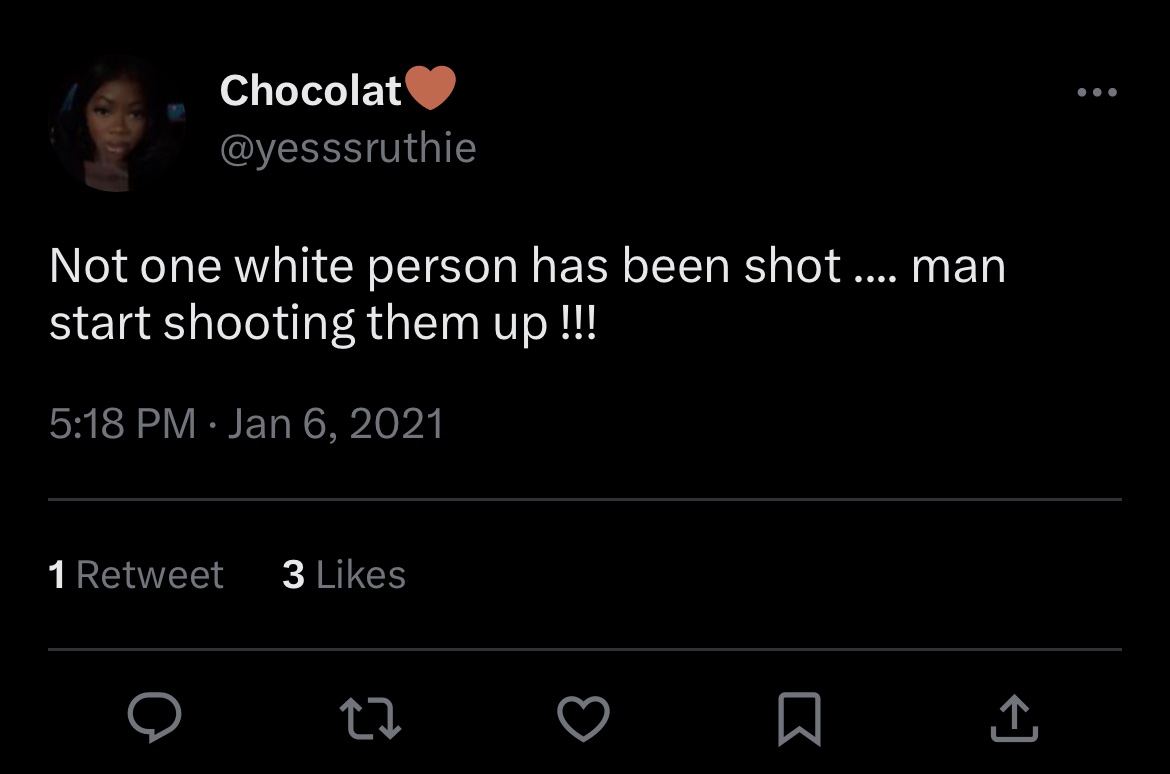 Chocolat🧡
@yesssruthie
Not one white person has been shot .... man
start shooting them up !!!
5:18 PM · Jan 6, 2021
1 Retweet 3 Likes